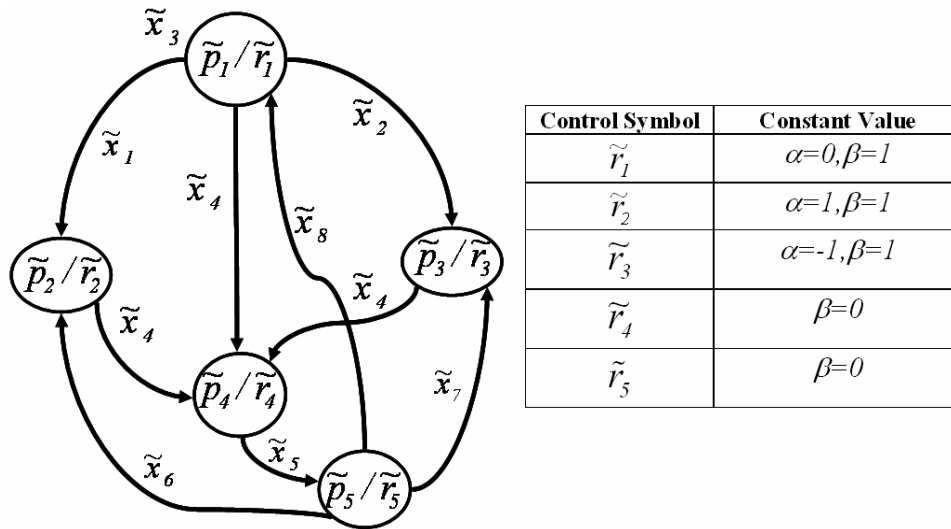 x̃₃
p̃₁/r̃₁
x̃₁
x̃₂
x̃₄
x̃₈
p̃₂/r̃₂
p̃₃/r̃₃
x̃₄
x̃₄
p̃₄/r̃₄
x̃₇
x̃₅
x̃₆
p̃₅/r̃₅
Control Symbol Constant Value
r̃₁ α=0,β=1
r̃₂ α=1,β=1
r̃₃ α=-1,β=1
r̃₄ β=0
r̃₅ β=0